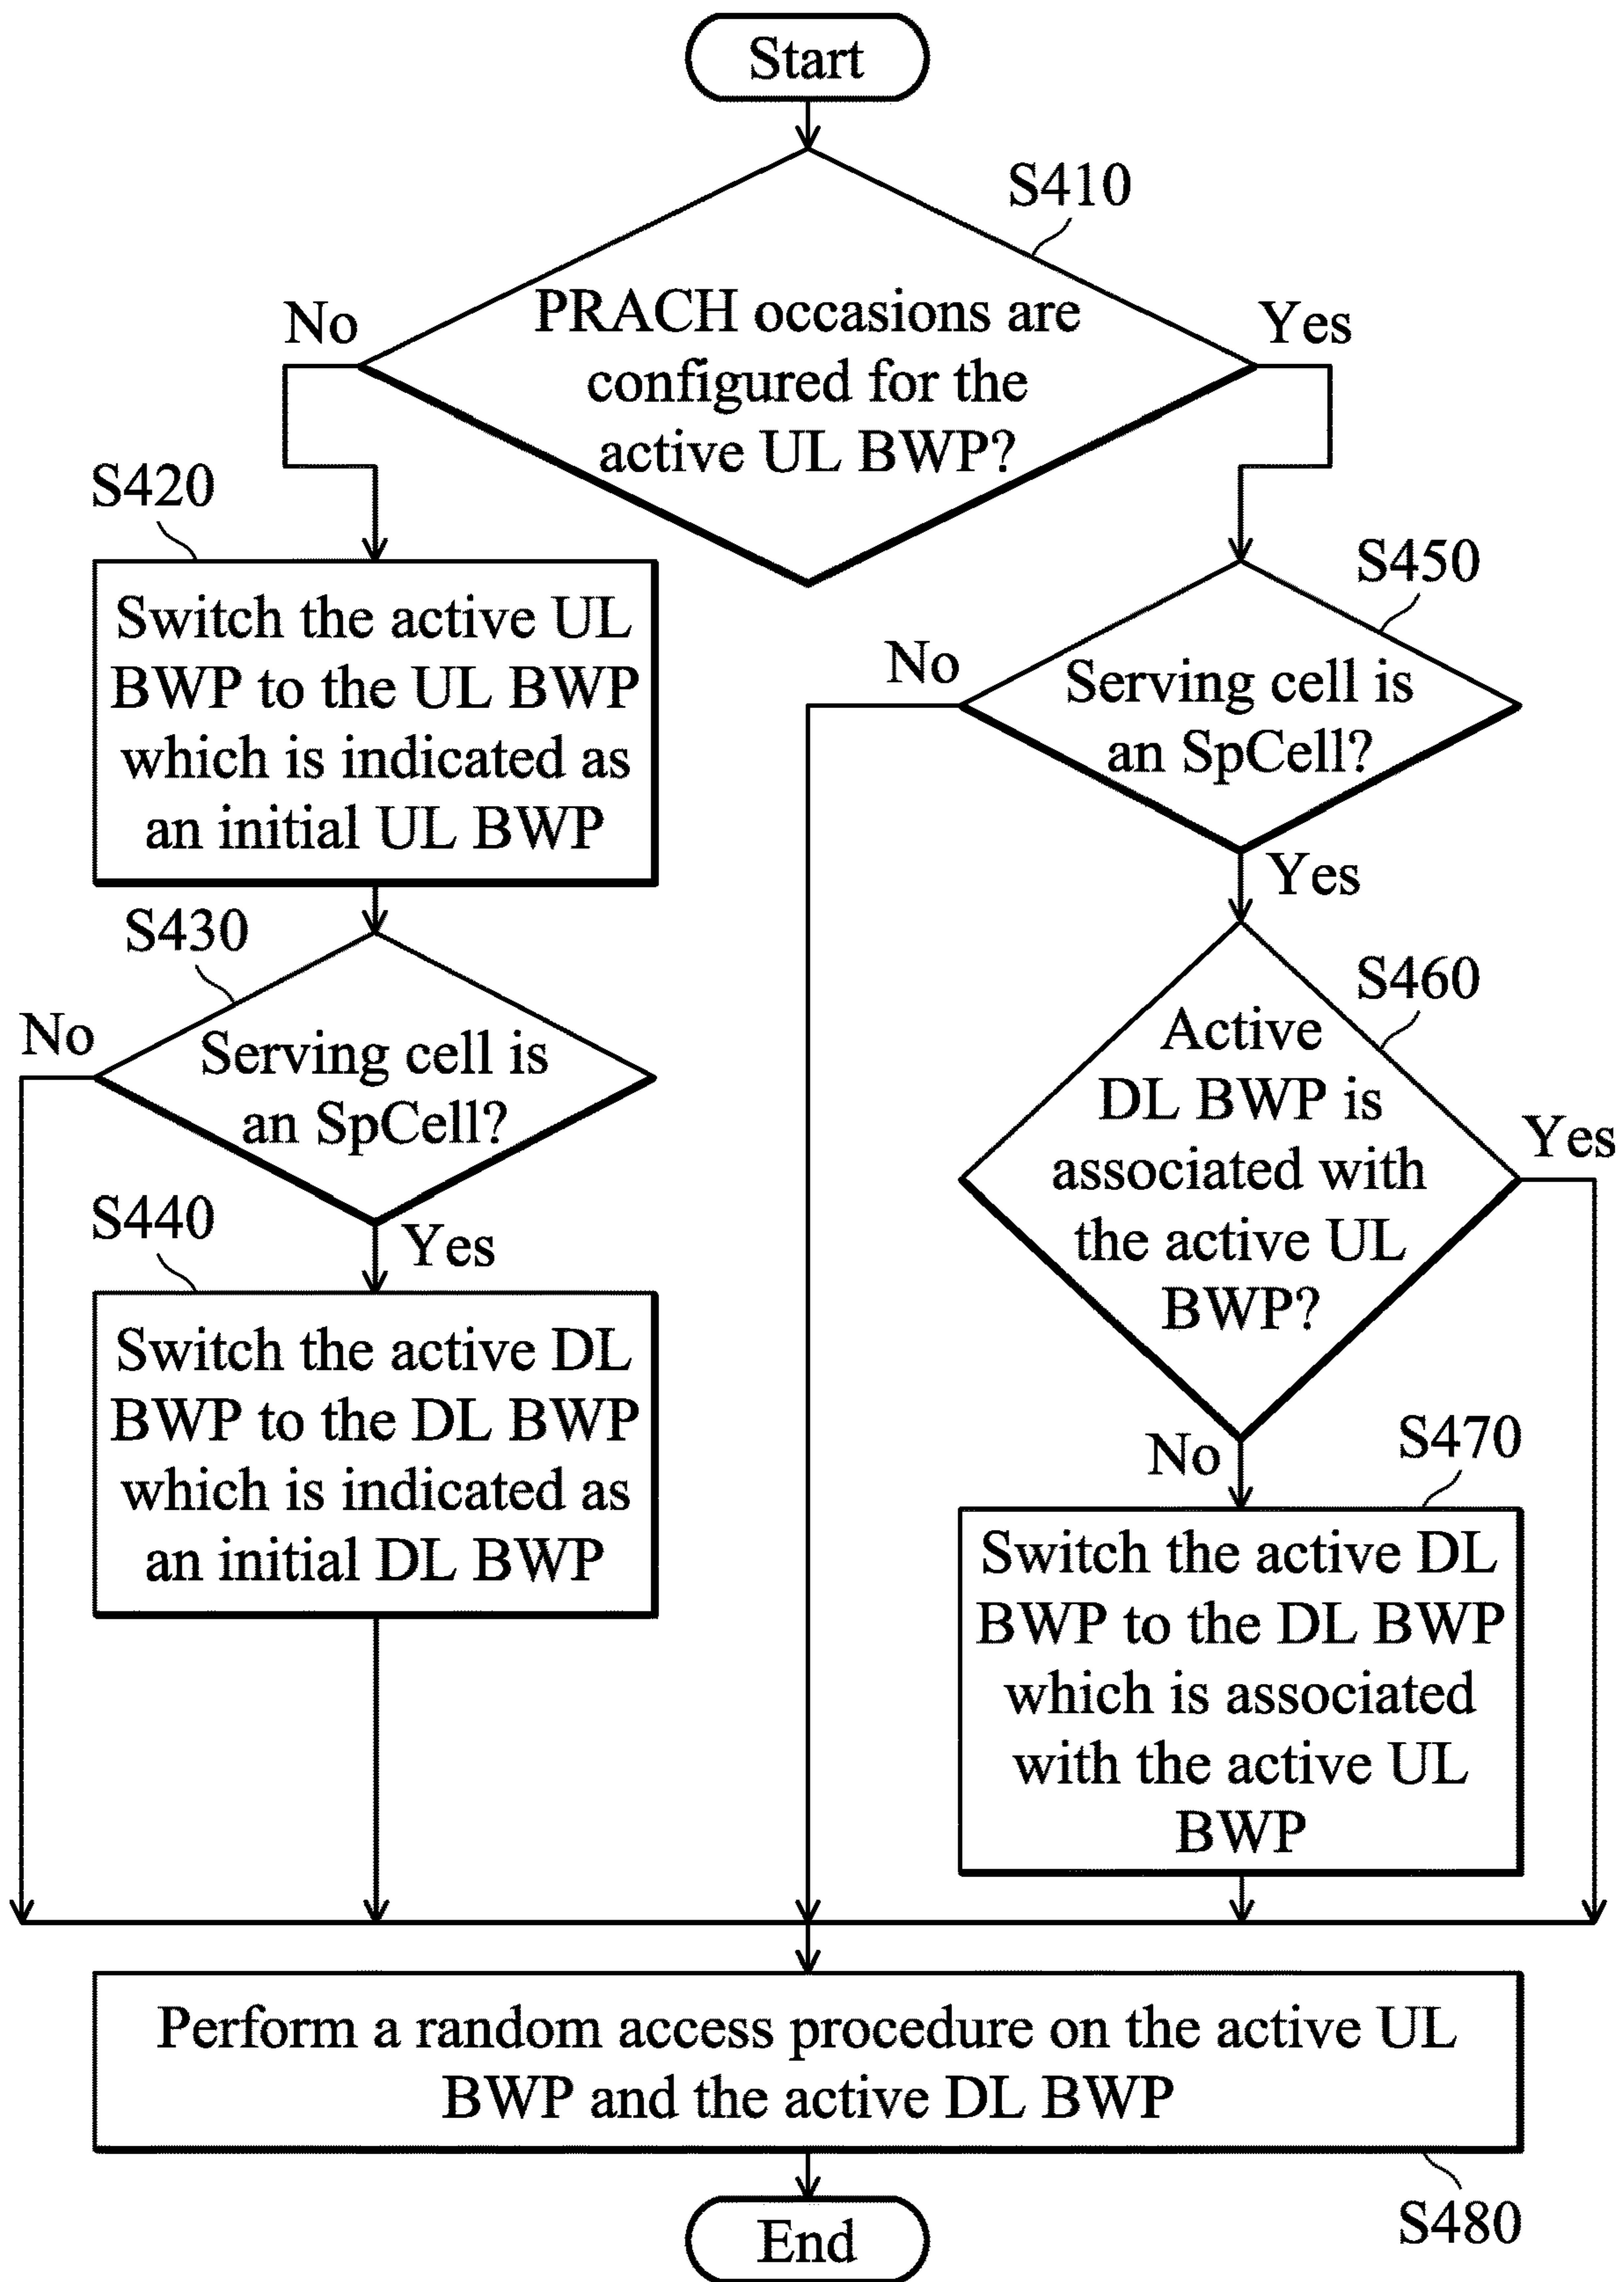 Start
S410
PRACH occasions are
configured for the
active UL BWP?
No
Yes
S420
Switch the active UL
BWP to the UL BWP
which is indicated as
an initial UL BWP
S430
Serving cell is
an SpCell?
No
Yes
S440
Switch the active DL
BWP to the DL BWP
which is indicated as
an initial DL BWP
S450
Serving cell is
an SpCell?
No
Yes
S460
Active
DL BWP is
associated with
the active UL
BWP?
Yes
No
S470
Switch the active DL
BWP to the DL BWP
which is associated
with the active UL
BWP
Perform a random access procedure on the active UL
BWP and the active DL BWP
S480
End